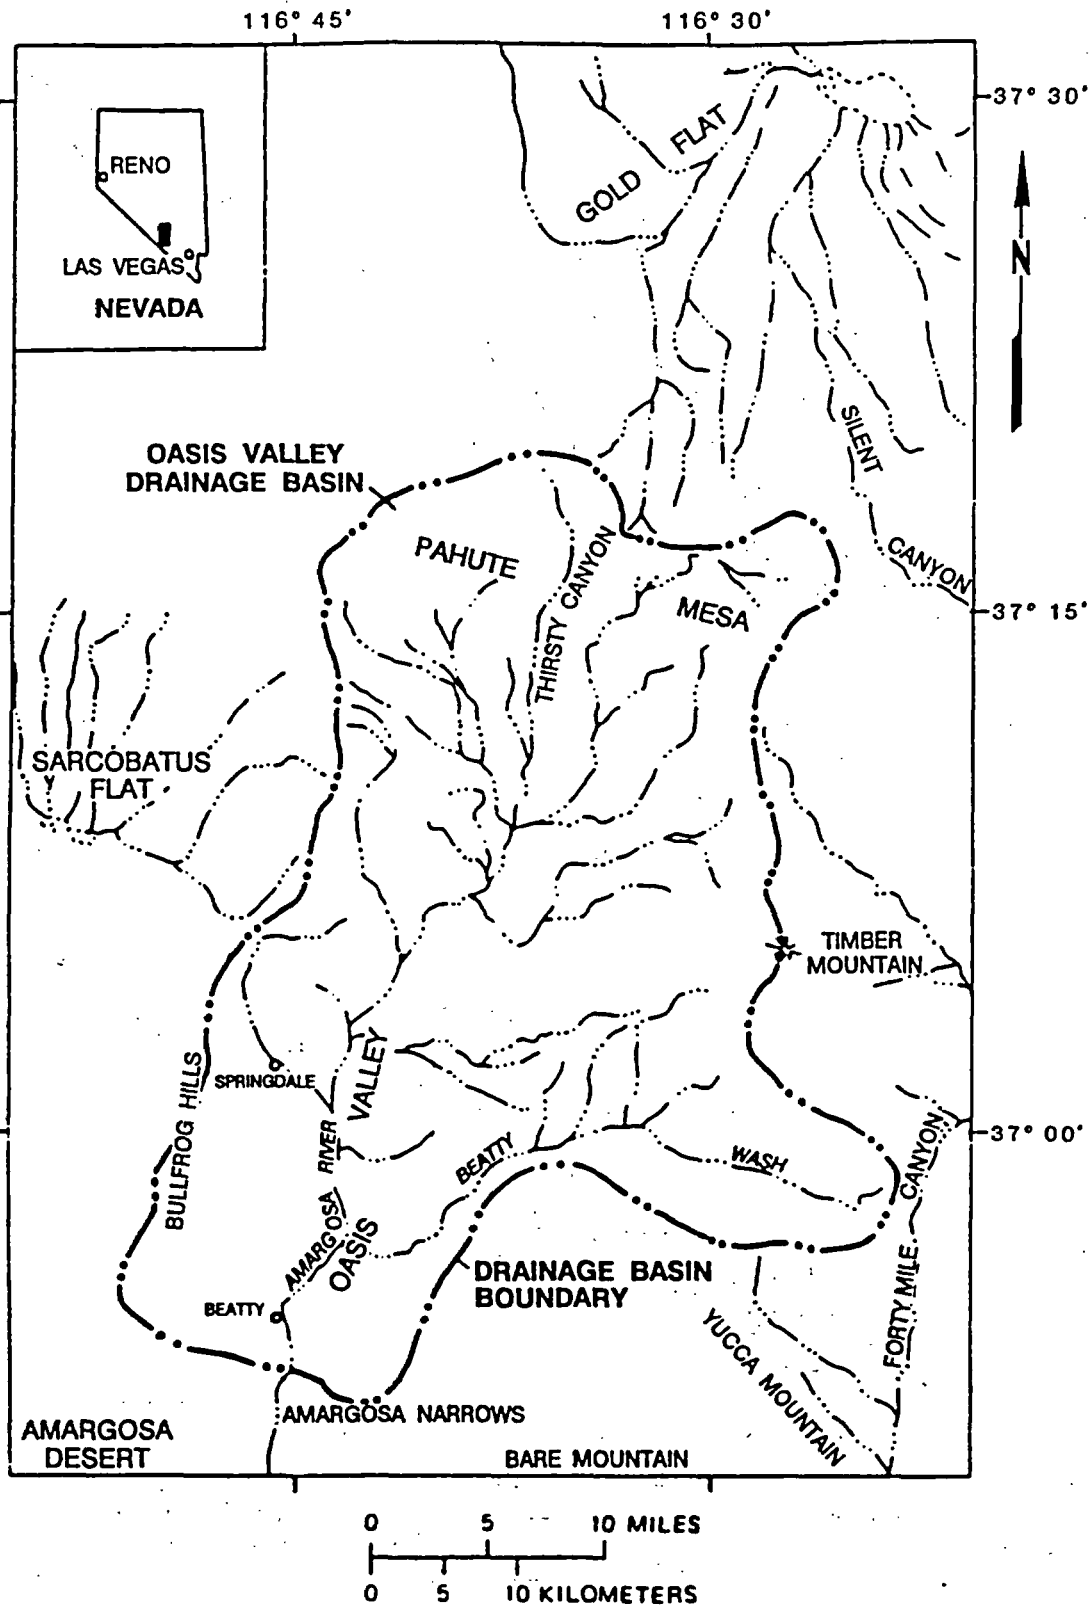 116° 45'
116° 30'
37° 30'
RENO
LAS VEGAS
NEVADA
GOLD FLAT
N
SILENT CANYON
OASIS VALLEY
DRAINAGE BASIN
PAHUTE
MESA
THIRSTY CANYON
37° 15'
SARCOBATUS
FLAT
TIMBER
MOUNTAIN
SPRINGDALE
BULLFROG HILLS
OASIS VALLEY
AMARGOSA RIVER
BEATTY WASH
37° 00'
FORTY MILE CANYON
BEATTY
DRAINAGE BASIN
BOUNDARY
YUCCA MOUNTAIN
AMARGOSA NARROWS
AMARGOSA
DESERT
BARE MOUNTAIN
0 5 10 MILES
0 5 10 KILOMETERS